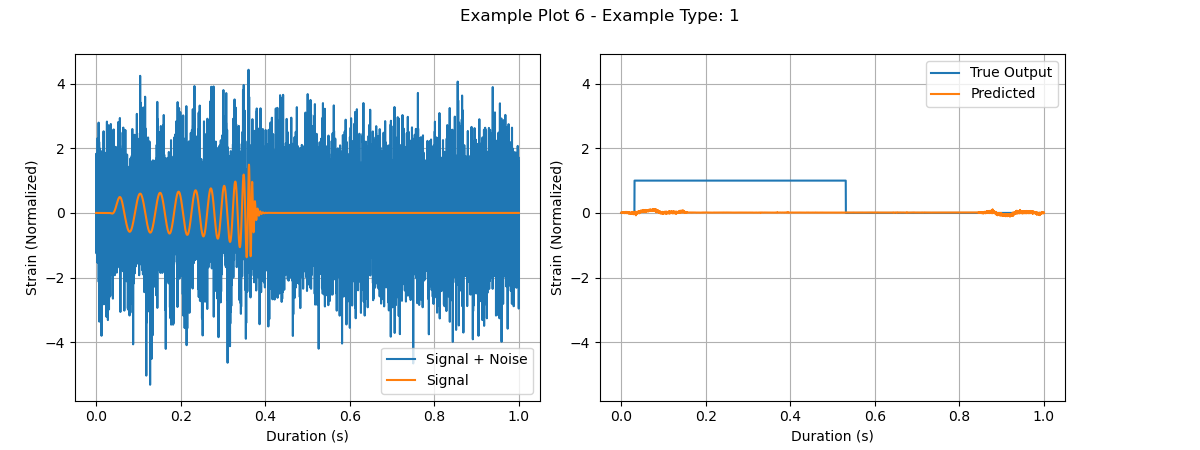 Example Plot 6 - Example Type: 1
Strain (Normalized)
4
2
0
−2
−4
0.0 0.2 0.4 0.6 0.8 1.0
Duration (s)
Signal + Noise
Signal
Strain (Normalized)
4
2
0
−2
−4
0.0 0.2 0.4 0.6 0.8 1.0
Duration (s)
True Output
Predicted